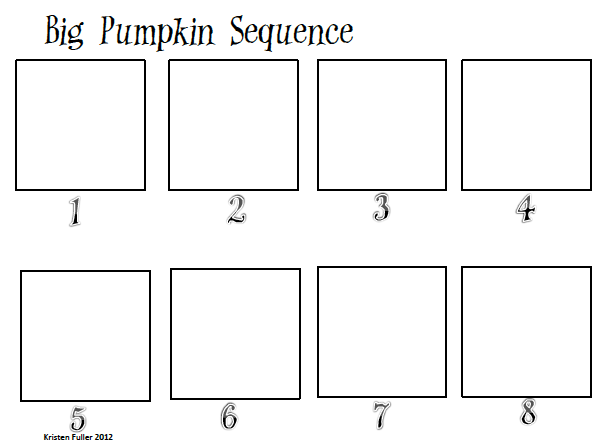 Big Pumpkin Sequence
1 2 3 4
5 6 7 8
Kristen Fuller 2012